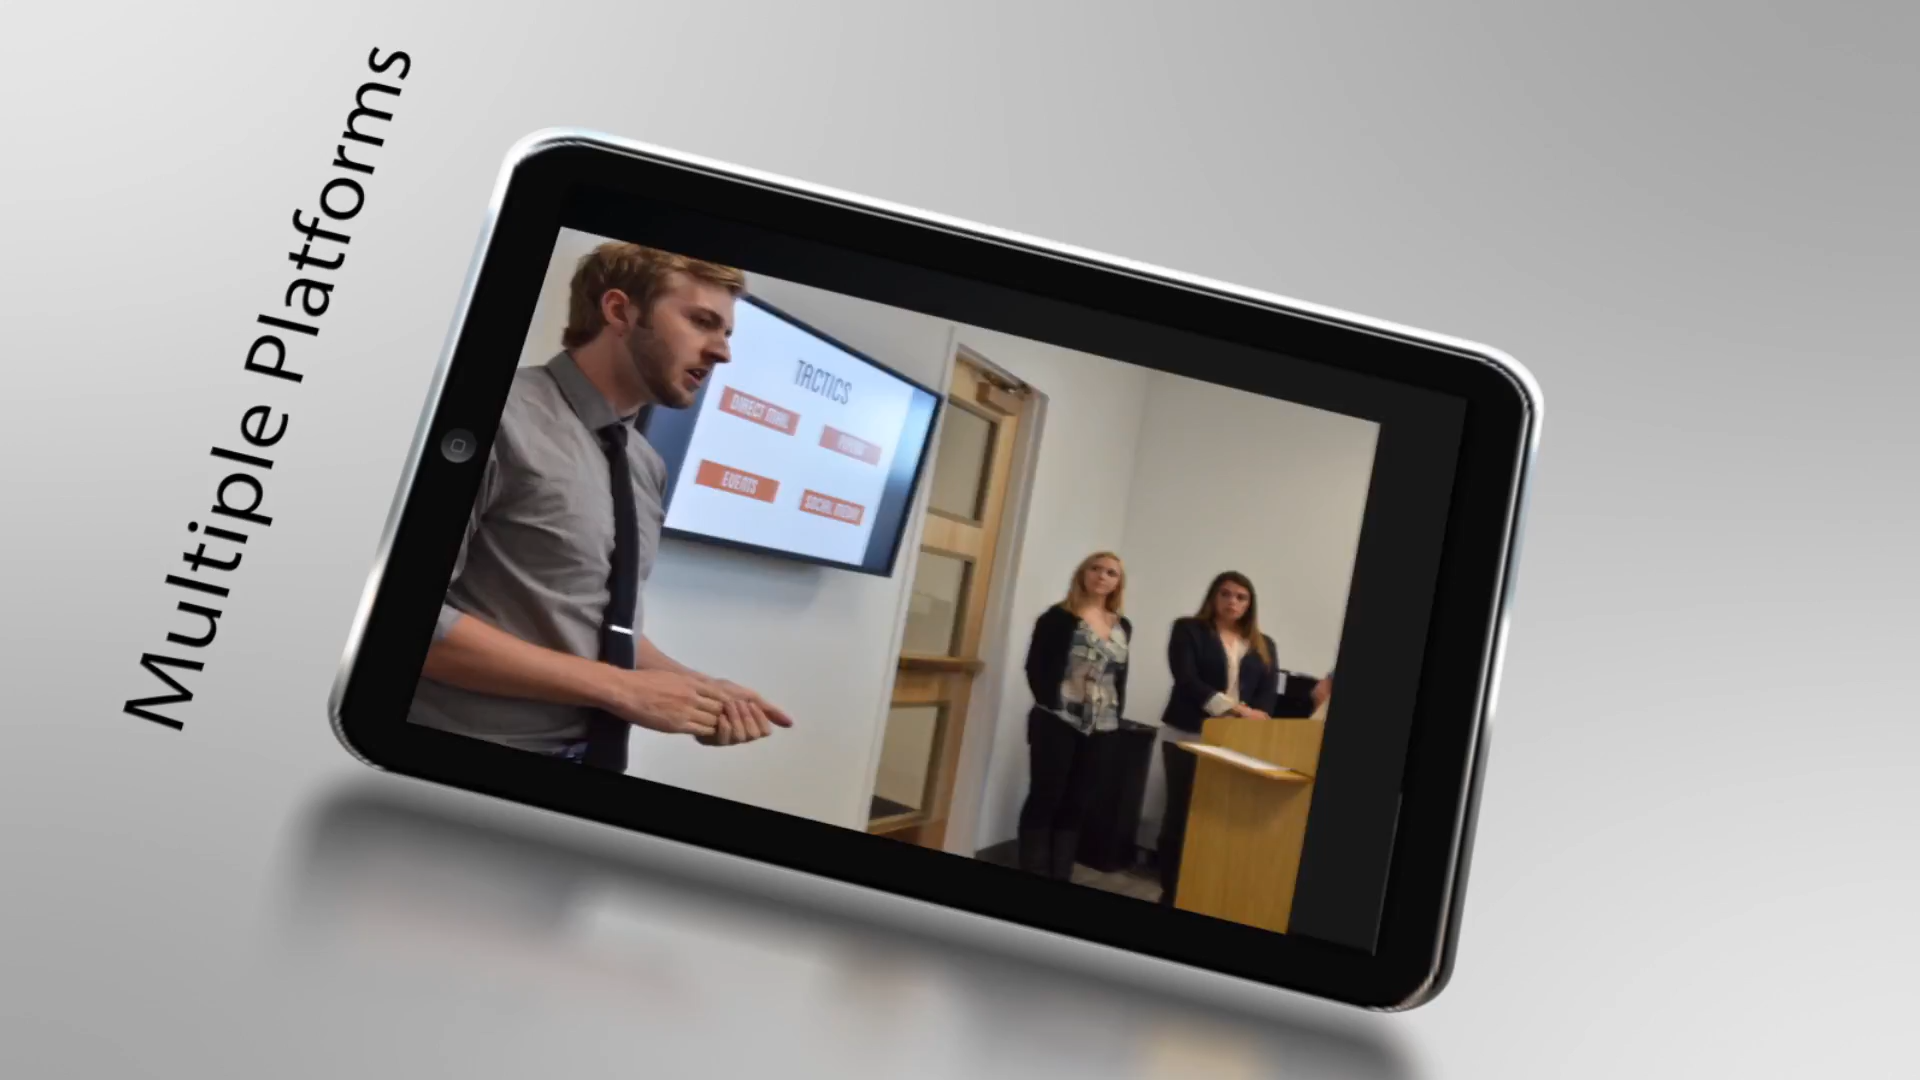 Multiple Platforms
TACTICS
DIRECT MAIL
EVENTS
SOCIAL MEDIA